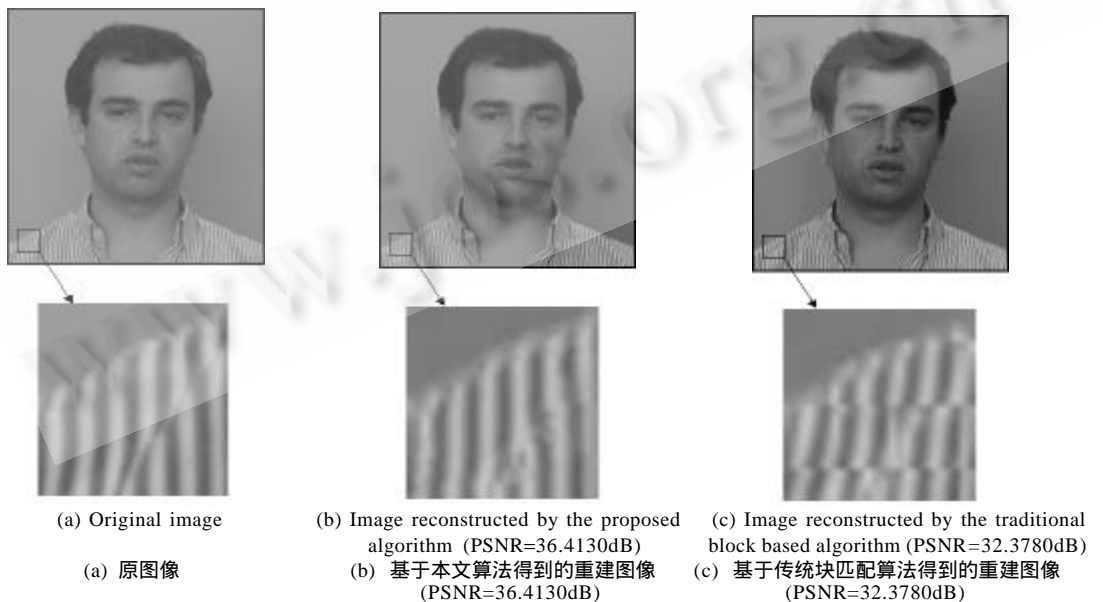 (a) Original image
(b) Image reconstructed by the proposed
algorithm (PSNR=36.4130dB)
(c) Image reconstructed by the traditional
block based algorithm (PSNR=32.3780dB)
(a) 原图像
(b) 基于本文算法得到的重建图像
(PSNR=36.4130dB)
(c) 基于传统块匹配算法得到的重建图像
(PSNR=32.3780dB)